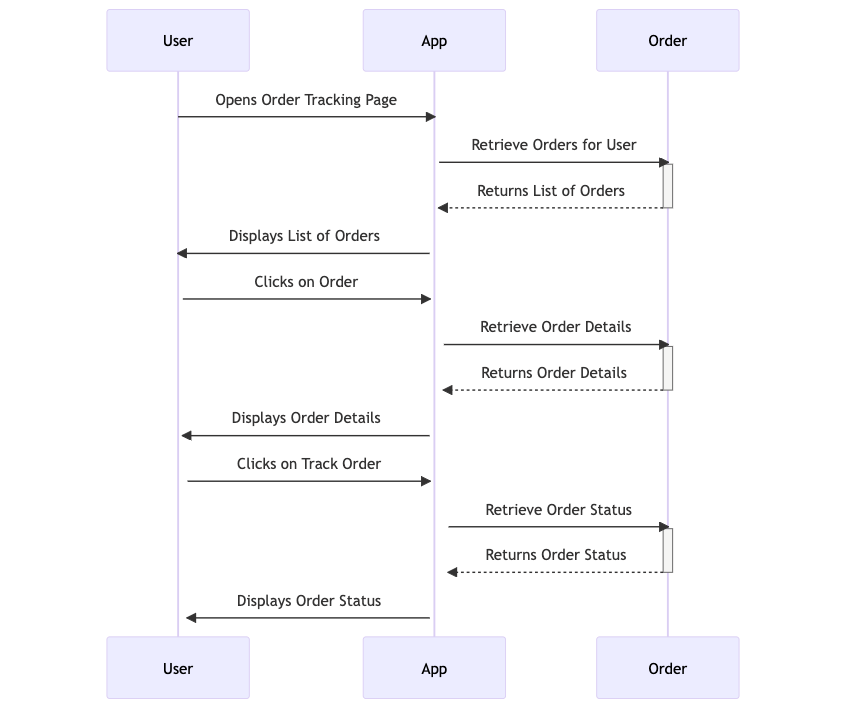 User
App
Order
Opens Order Tracking Page
Retrieve Orders for User
Returns List of Orders
Displays List of Orders
Clicks on Order
Retrieve Order Details
Returns Order Details
Displays Order Details
Clicks on Track Order
Retrieve Order Status
Returns Order Status
Displays Order Status
User
App
Order